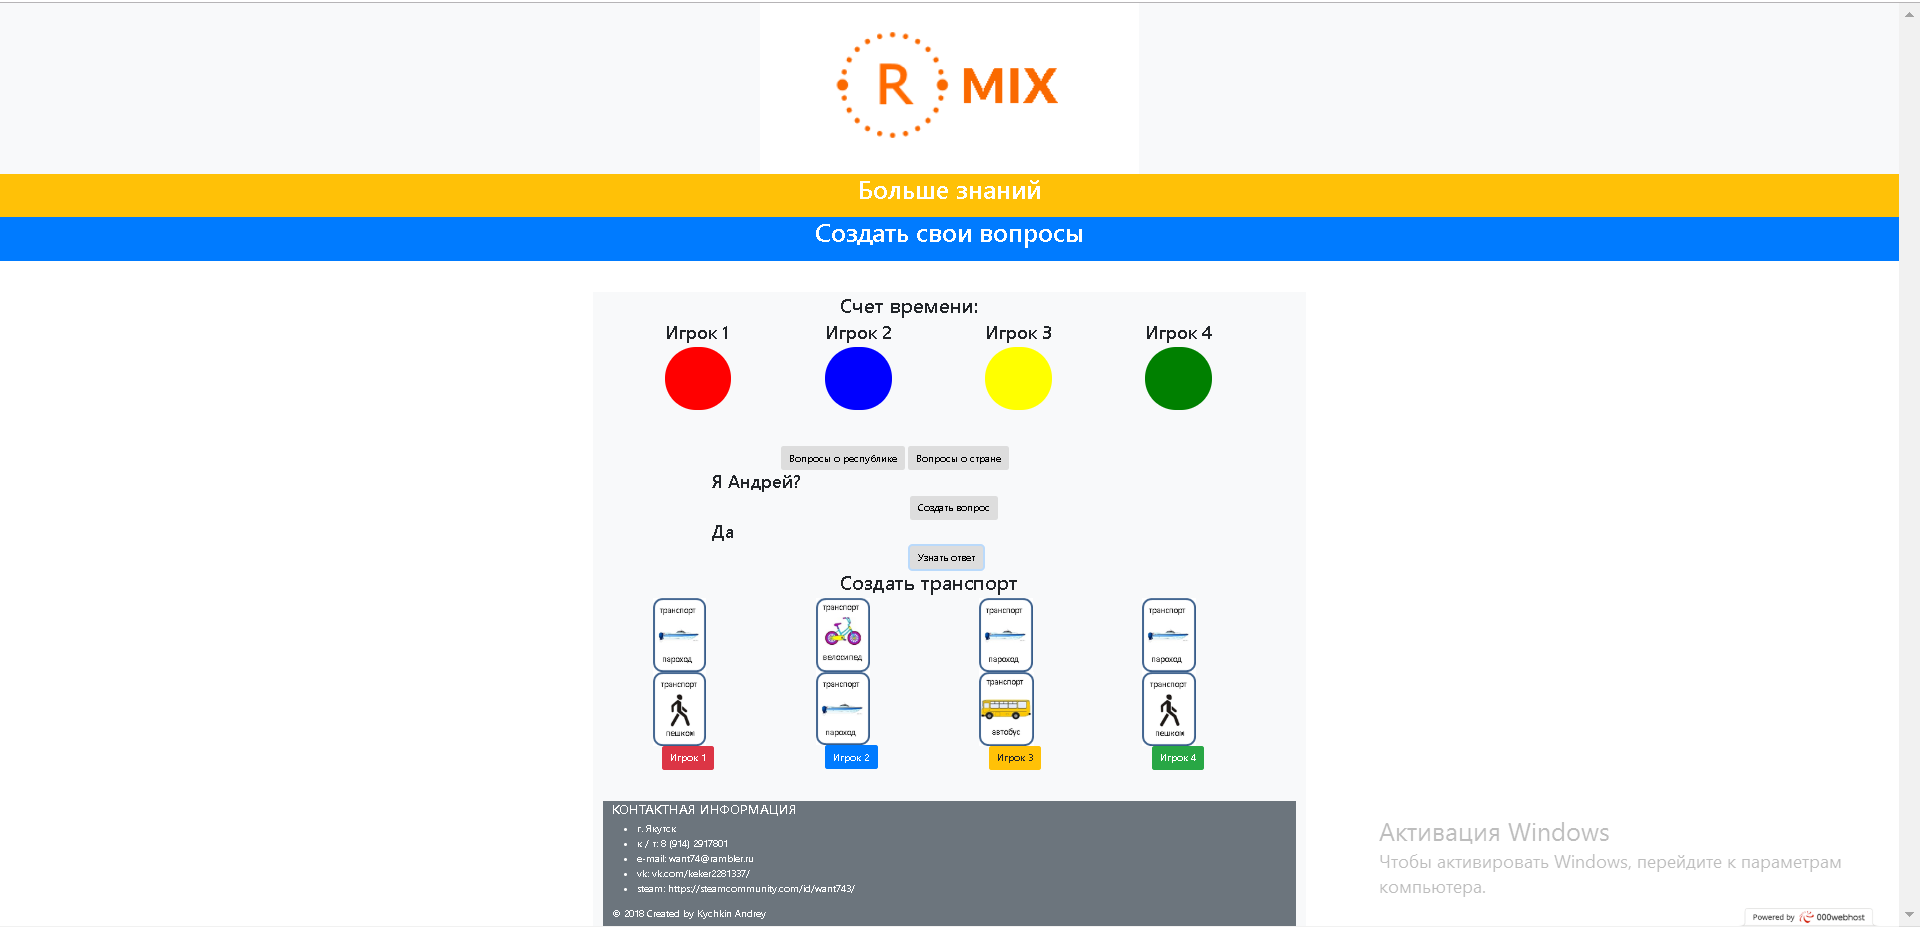 R MIX
Больше знаний
Создать свои вопросы
Счет времени:
Игрок 1 Игрок 2 Игрок 3 Игрок 4
Вопросы о республике Вопросы о стране
Я Андрей?
Создать вопрос
Да
Узнать ответ
Создать транспорт
транспорт транспорт транспорт транспорт
пароход велосипед пароход пароход
транспорт транспорт транспорт транспорт
пешком пароход автобус пешком
Игрок 1 Игрок 2 Игрок 3 Игрок 4
КОНТАКТНАЯ ИНФОРМАЦИЯ
г. Якутск
к / т: 8 (914) 2917801
e-mail: want74@rambler.ru
vk: vk.com/keker2281337/
steam: https://steamcommunity.com/id/want743/
© 2018 Created by Kychkin Andrey
Активация Windows
Чтобы активировать Windows, перейдите к параметрам
компьютера.
Powered by 000webhost